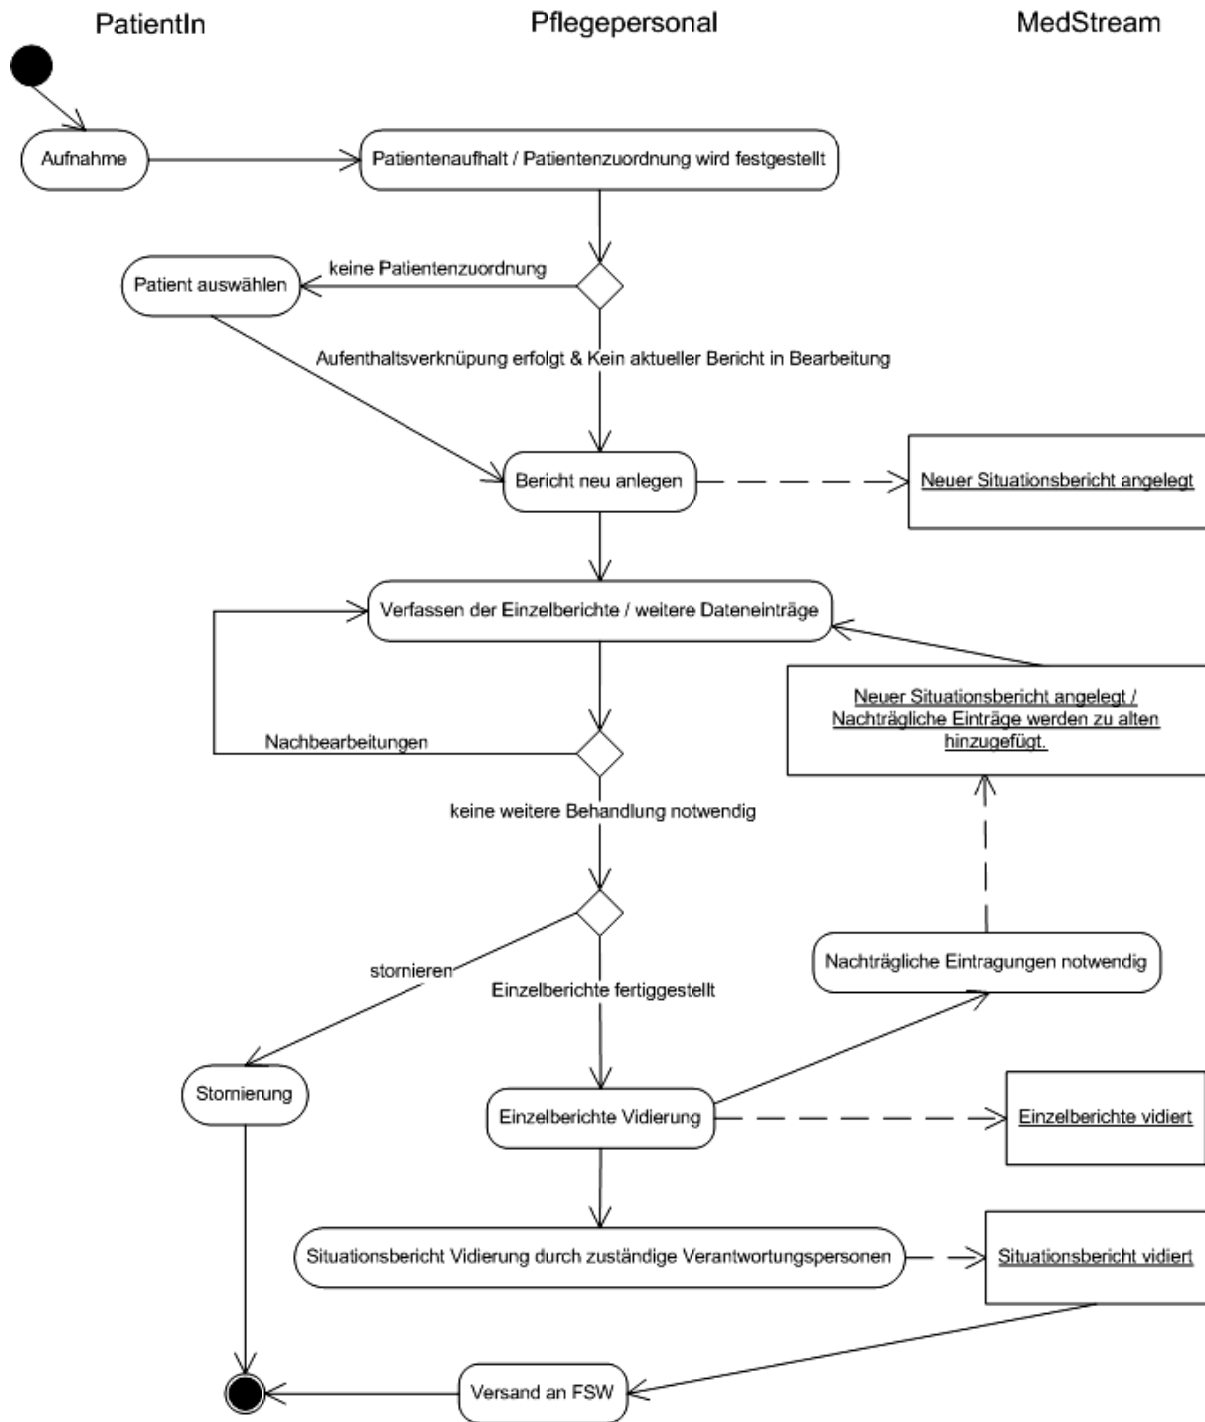 PatientIn
Pflegepersonal
MedStream
Aufnahme
Patientenaufhalt / Patientenzuordnung wird festgestellt
keine Patientenzuordnung
Patient auswählen
Aufenthaltsverknüpung erfolgt & Kein aktueller Bericht in Bearbeitung
Bericht neu anlegen
Neuer Situationsbericht angelegt
Verfassen der Einzelberichte / weitere Dateneinträge
Neuer Situationsbericht angelegt /
Nachträgliche Einträge werden zu alten
hinzugefügt.
Nachbearbeitungen
keine weitere Behandlung notwendig
Nachträgliche Eintragungen notwendig
stornieren
Einzelberichte fertiggestellt
Stornierung
Einzelberichte Vidierung
Einzelberichte vidiert
Situationsbericht Vidierung durch zuständige Verantwortungspersonen
Situationsbericht vidiert
Versand an FSW